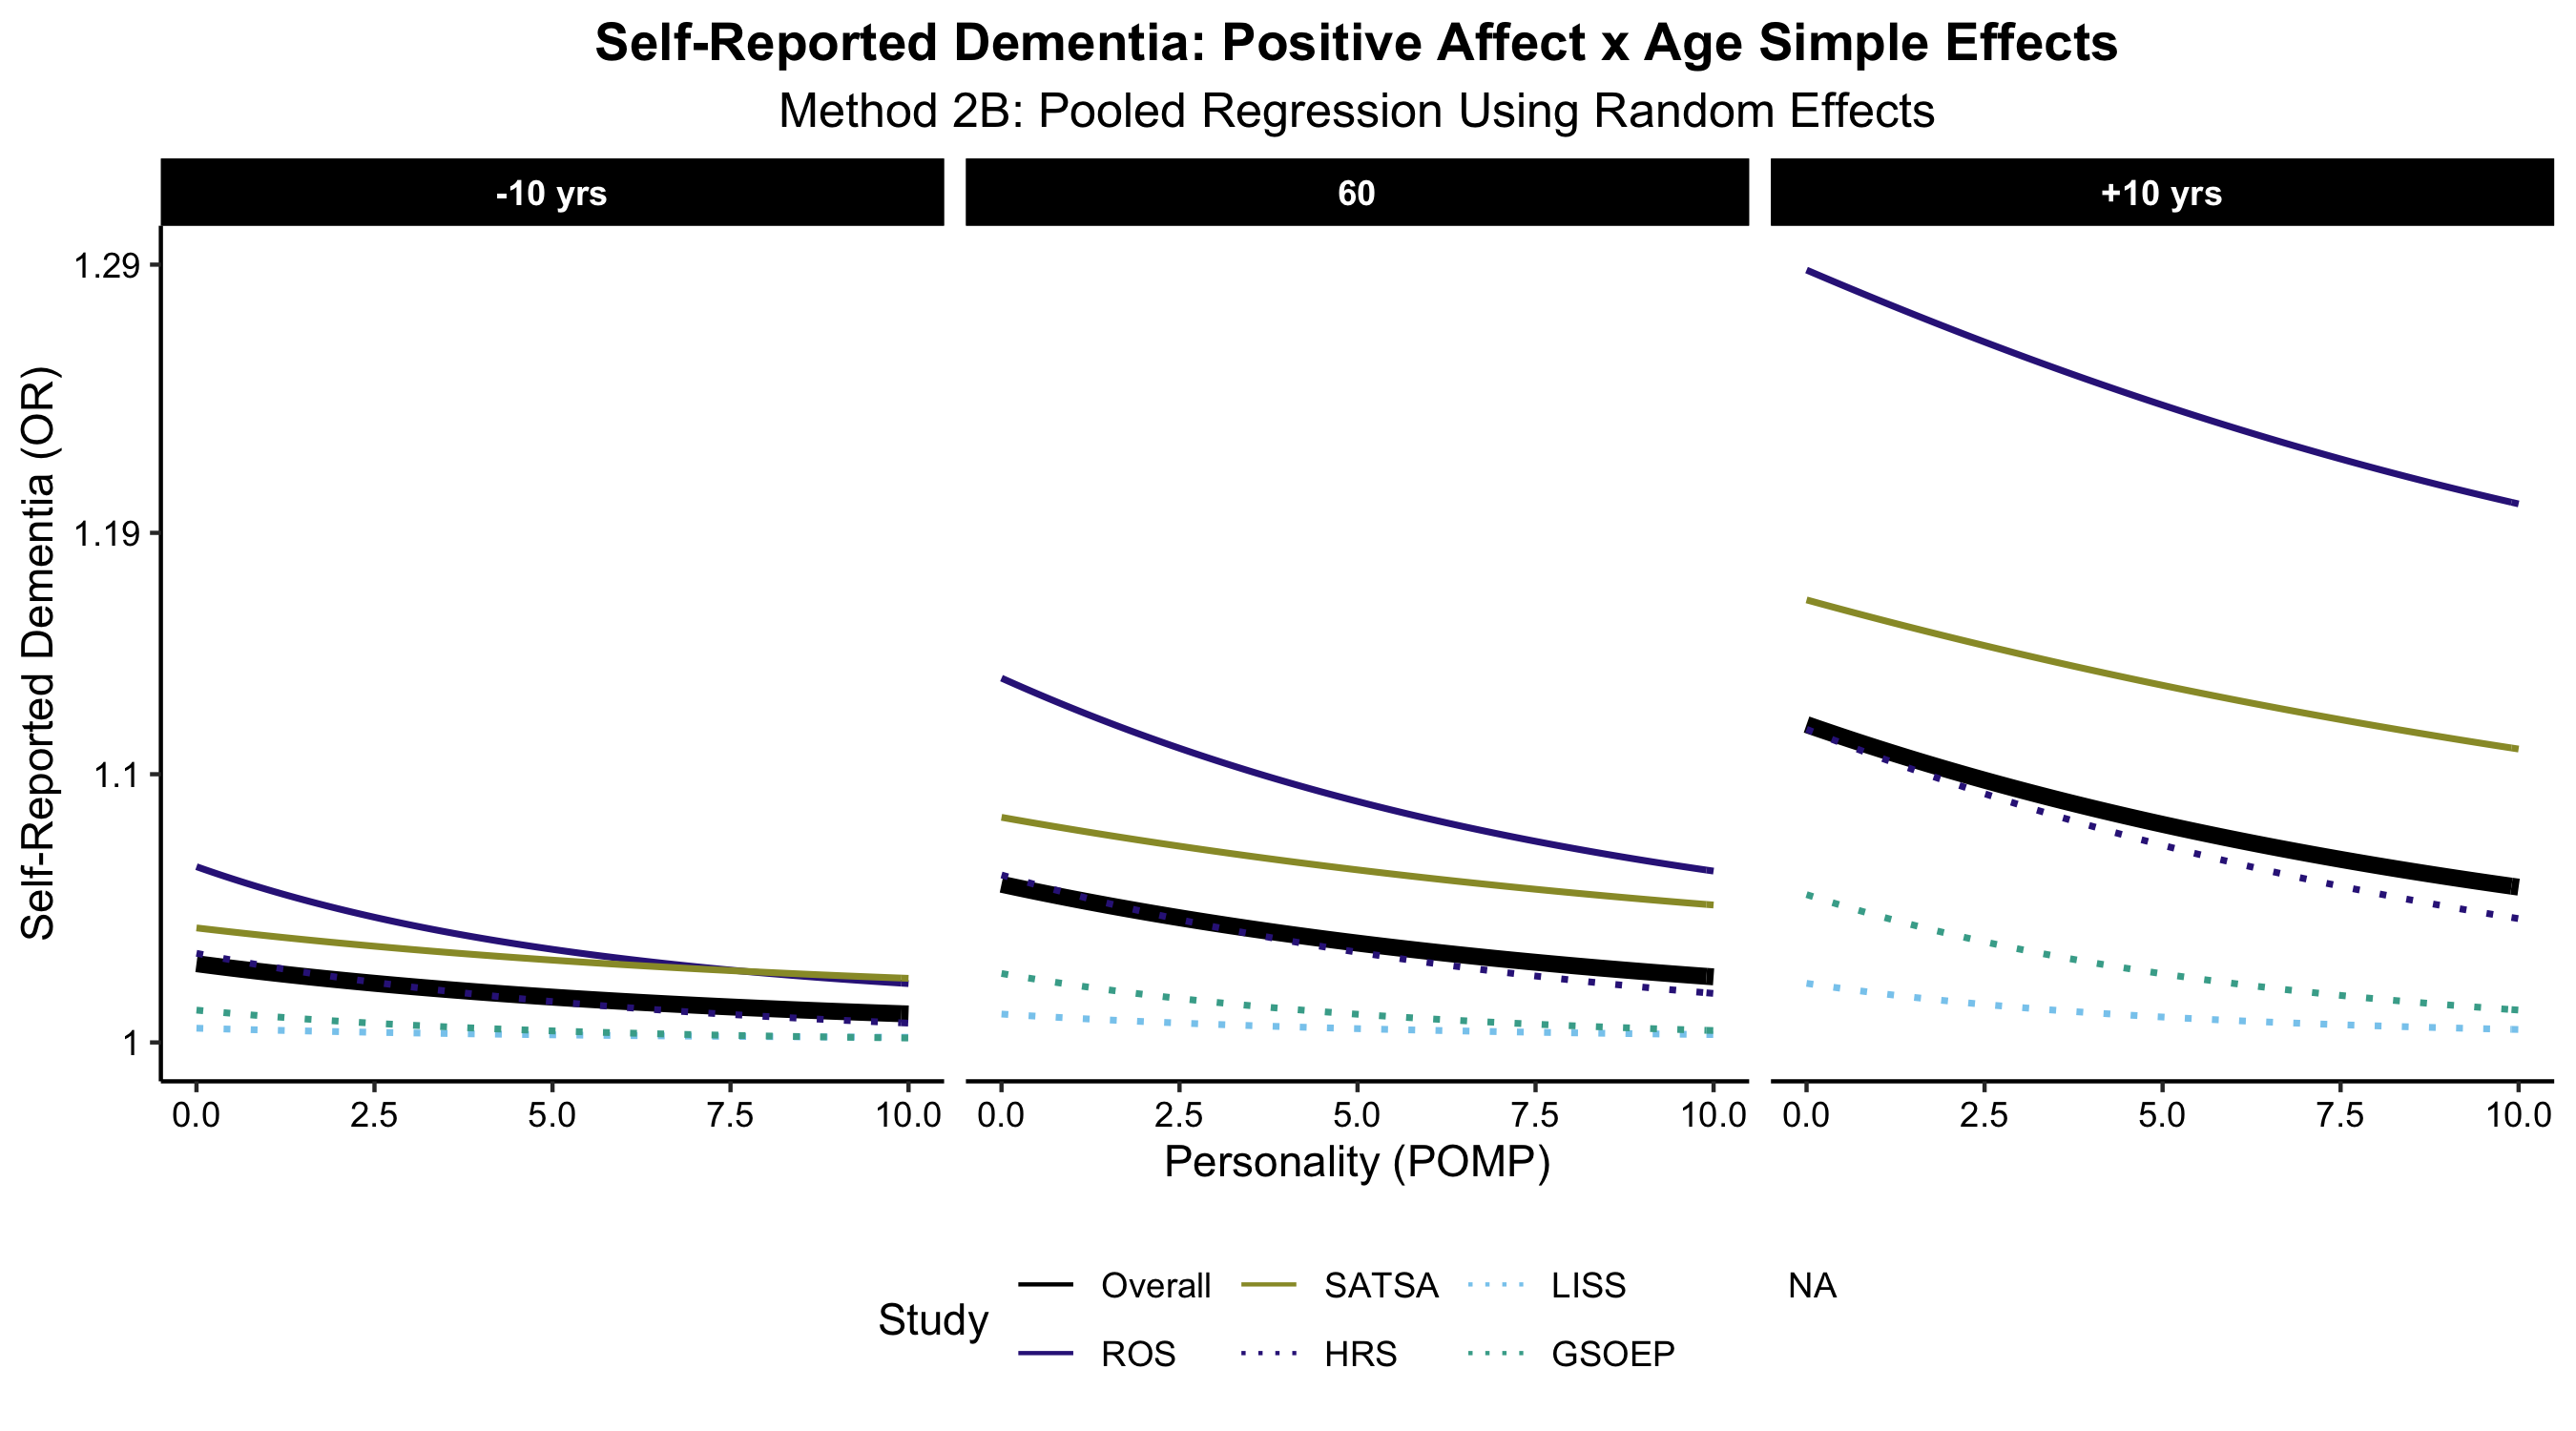 Self-Reported Dementia: Positive Affect x Age Simple Effects
Method 2B: Pooled Regression Using Random Effects
-10 yrs
60
+10 yrs
Self-Reported Dementia (OR)
1.29
1.19
1.1
1
0.0 2.5 5.0 7.5 10.0
0.0 2.5 5.0 7.5 10.0
0.0 2.5 5.0 7.5 10.0
Personality (POMP)
Study
Overall SATSA LISS NA
ROS HRS GSOEP